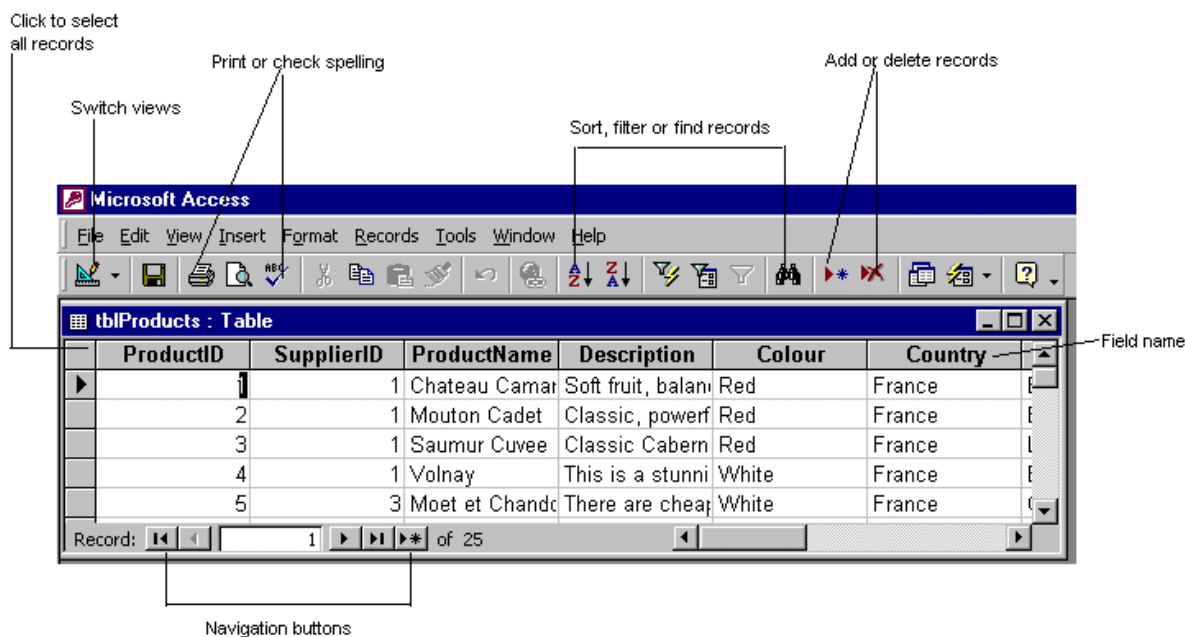 Click to select
all records
Print or check spelling
Add or delete records
Switch views
Sort, filter or find records
Microsoft Access
File Edit View Insert Format Records Tools Window Help
ABC
A Z Z A
tblProducts : Table
ProductID SupplierID ProductName Description Colour Country
Field name
1 1 Chateau Camar Soft fruit, balan Red France
2 1 Mouton Cadet Classic, powerf Red France
3 1 Saumur Cuvee Classic Cabern Red France
4 1 Volnay This is a stunni White France
5 3 Moet et Chando There are cheap White France
Record: 1 of 25
Navigation buttons